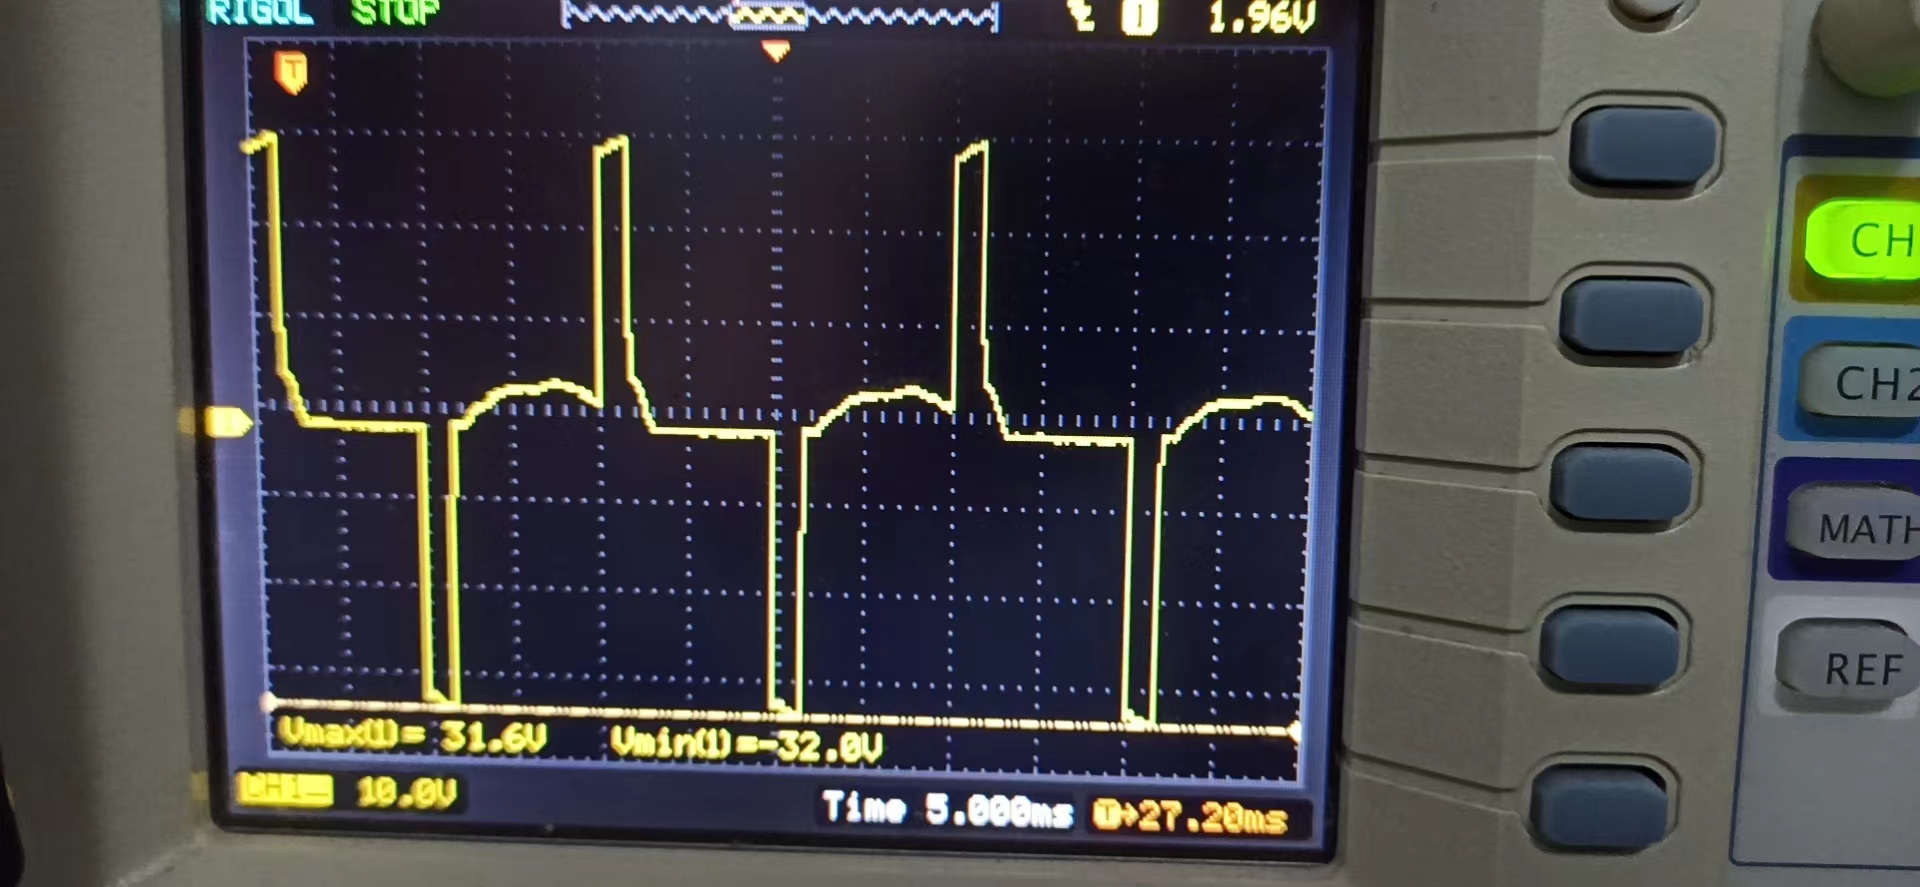 RIGOL STOP 1 1.96V
T
CH
CH2
MATH
REF
Vmax(1)= 31.6V Vmin(1)=-32.0V
CH1 10.0V Time 5.000ms T→27.20ms